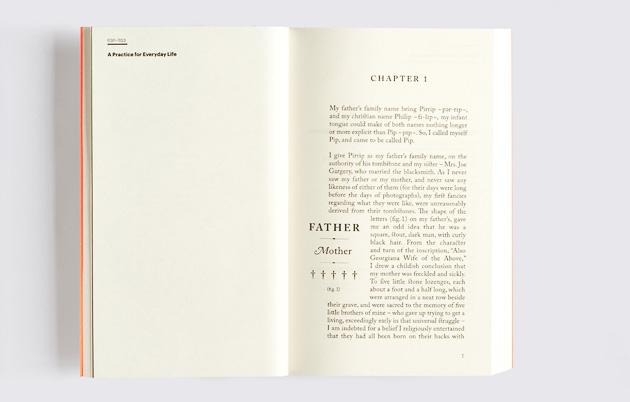 A Practice for Everyday Life
CHAPTER 1
My father's family name being Pirrip –par-rip–,
and my christian name Philip –fi-lip–, my infant
tongue could make of both names nothing longer
or more explicit than Pip –pip–. So, I called myself
Pip, and came to be called Pip.
I give Pirrip as my father's family name, on the
authority of his tombstone and my sister – Mrs. Joe
Gargery, who married the blacksmith. As I never
saw my father or my mother, and never saw any
likeness of either of them (for their days were long
before the days of photographs), my first fancies
regarding what they were like, were unreasonably
derived from their tombstones. The shape of the
letters (fig. 1) on my father's, gave
me an odd idea that he was a
square, stout, dark man, with curly
black hair. From the character
and turn of the inscription, "Also
Georgiana Wife of the Above,"
I drew a childish conclusion that
my mother was freckled and sickly.
To five little stone lozenges, each
about a foot and a half long, which
were arranged in a neat row beside
FATHER
Mother
† † † † †
(fig. 1)
their grave, and were sacred to the memory of five
little brothers of mine – who gave up trying to get a
living, exceedingly early in that universal struggle –
I am indebted for a belief I religiously entertained
that they had all been born on their backs with
1